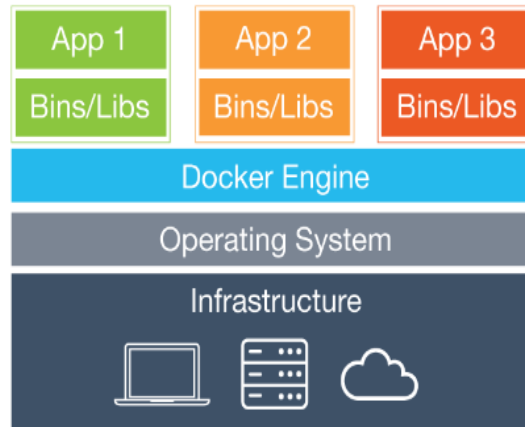 App 1 App 2 App 3
Bins/Libs Bins/Libs Bins/Libs
Docker Engine
Operating System
Infrastructure